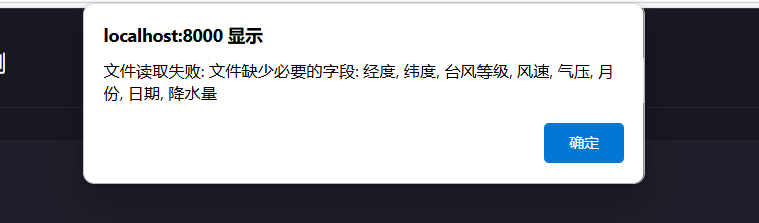 localhost:8000 显示
文件读取失败: 文件缺少必要的字段: 经度, 纬度, 台风等级, 风速, 气压, 月
份, 日期, 降水量
确定